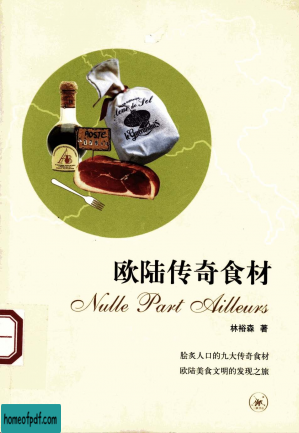 Fleur de Sel
POSTE
欧陆传奇食材
Nulle Part Ailleurs
林裕森 著
脍炙人口的九大传奇食材
欧陆美食文明的发现之旅
homeofpdf.com